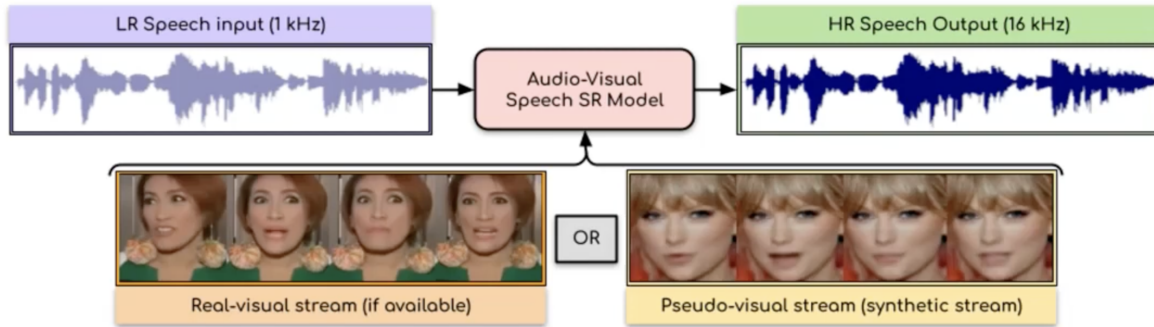 LR Speech input (1 kHz)
HR Speech Output (16 kHz)
Audio-Visual
Speech SR Model
OR
Real-visual stream (if available)
Pseudo-visual stream (synthetic stream)